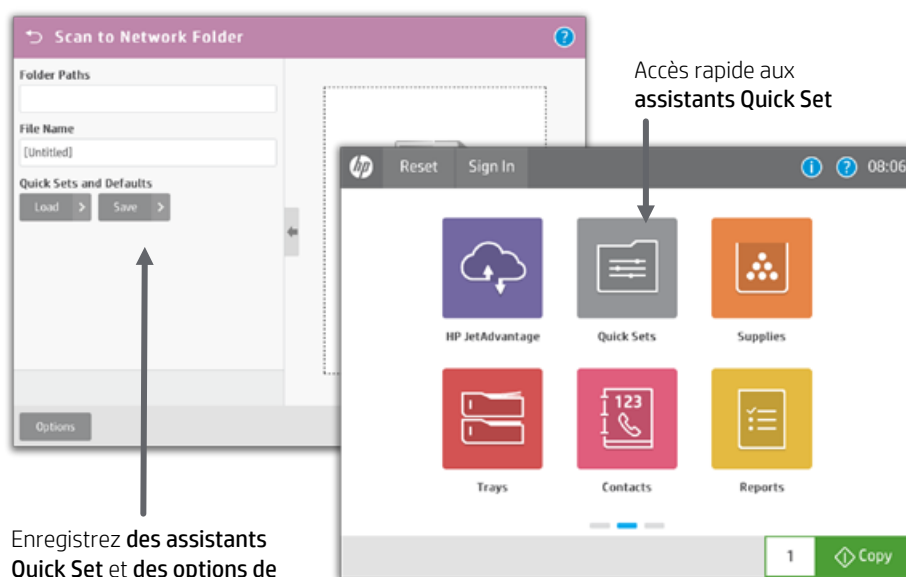 Scan to Network Folder
?
Folder Paths
File Name
[Untitled]
Quick Sets and Defaults
Load >
Save >
Options
Accès rapide aux
assistants Quick Set
hp
Reset
Sign In
i
?
08:06
HP JetAdvantage
Quick Sets
Supplies
123
Trays
Contacts
Reports
1
Copy
Enregistrez des assistants
Quick Set et des options de